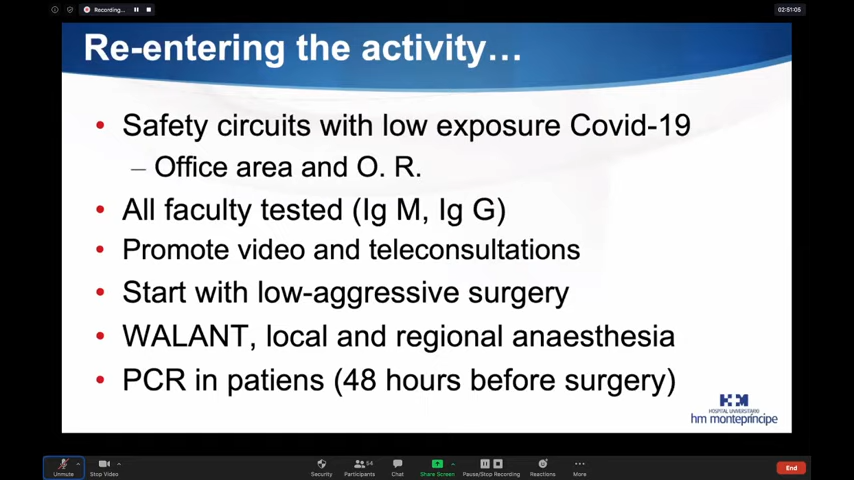 Recording...
02:51:05
Re-entering the activity...
• Safety circuits with low exposure Covid-19
– Office area and O. R.
• All faculty tested (Ig M, Ig G)
• Promote video and teleconsultations
• Start with low-aggressive surgery
• WALANT, local and regional anaesthesia
• PCR in patiens (48 hours before surgery)
HM
HOSPITAL UNIVERSITARIO
hm montepríncipe
Unmute
Stop Video
Security
54
Participants
Chat
Share Screen
Pause/Stop Recording
Reactions
More
End